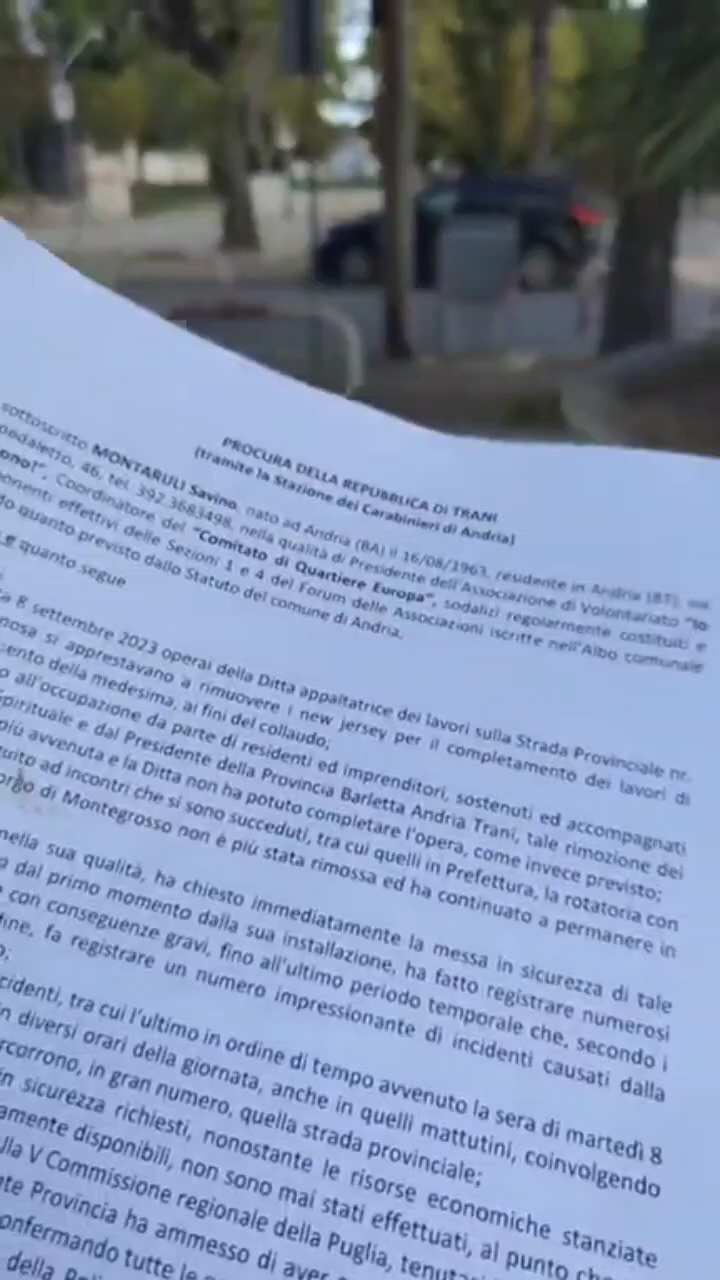 PROCURA DELLA REPUBBLICA DI TRANI
(tramite la Stazione dei Carabinieri di Andria)
sottoscritto MONTARULI Savino, nato ad Andria (BA) il 16/08/1963, residente in Andria (BT), via
pedaletto, 46, tel. 392.3683498, nella qualità di Presidente dell'Associazione di Volontariato "Io
ono!", Coordinatore del "Comitato di Quartiere Europa", sodalizi regolarmente costituiti e
onenti effettivi delle Sezioni 1 e 4 del Forum delle Associazioni iscritte nell'Albo comunale
do quanto previsto dallo Statuto del comune di Andria,
quanto segue
a 8 settembre 2023 operai della Ditta appaltatrice dei lavori sulla Strada Provinciale nr.
nosa si apprestavano a rimuovere i new jersey per il completamento dei lavori di
ento della medesima, ai fini del collaudo;
o all'occupazione da parte di residenti ed imprenditori, sostenuti ed accompagnati
Spirituale e dal Presidente della Provincia Barletta Andria Trani, tale rimozione dei
più avvenuta e la Ditta non ha potuto completare l'opera, come invece previsto;
tuito ad incontri che si sono succeduti, tra cui quelli in Prefettura, la rotatoria con
orgo di Montegrosso non è più stata rimossa ed ha continuato a permanere in
nella sua qualità, ha chiesto immediatamente la messa in sicurezza di tale
a dal primo momento dalla sua installazione, ha fatto registrare numerosi
con conseguenze gravi, fino all'ultimo periodo temporale che, secondo i
fine, fa registrare un numero impressionante di incidenti causati dalla
o;
cidenti, tra cui l'ultimo in ordine di tempo avvenuto la sera di martedì 8
in diversi orari della giornata, anche in quelli mattutini, coinvolgendo
rcorrono, in gran numero, quella strada provinciale;
in sicurezza richiesti, nonostante le risorse economiche stanziate
amente disponibili, non sono mai stati effettuati, al punto che
lla V Commissione regionale della Puglia, tenuta
te Provincia ha ammesso di aver
onfermando tutte le
della